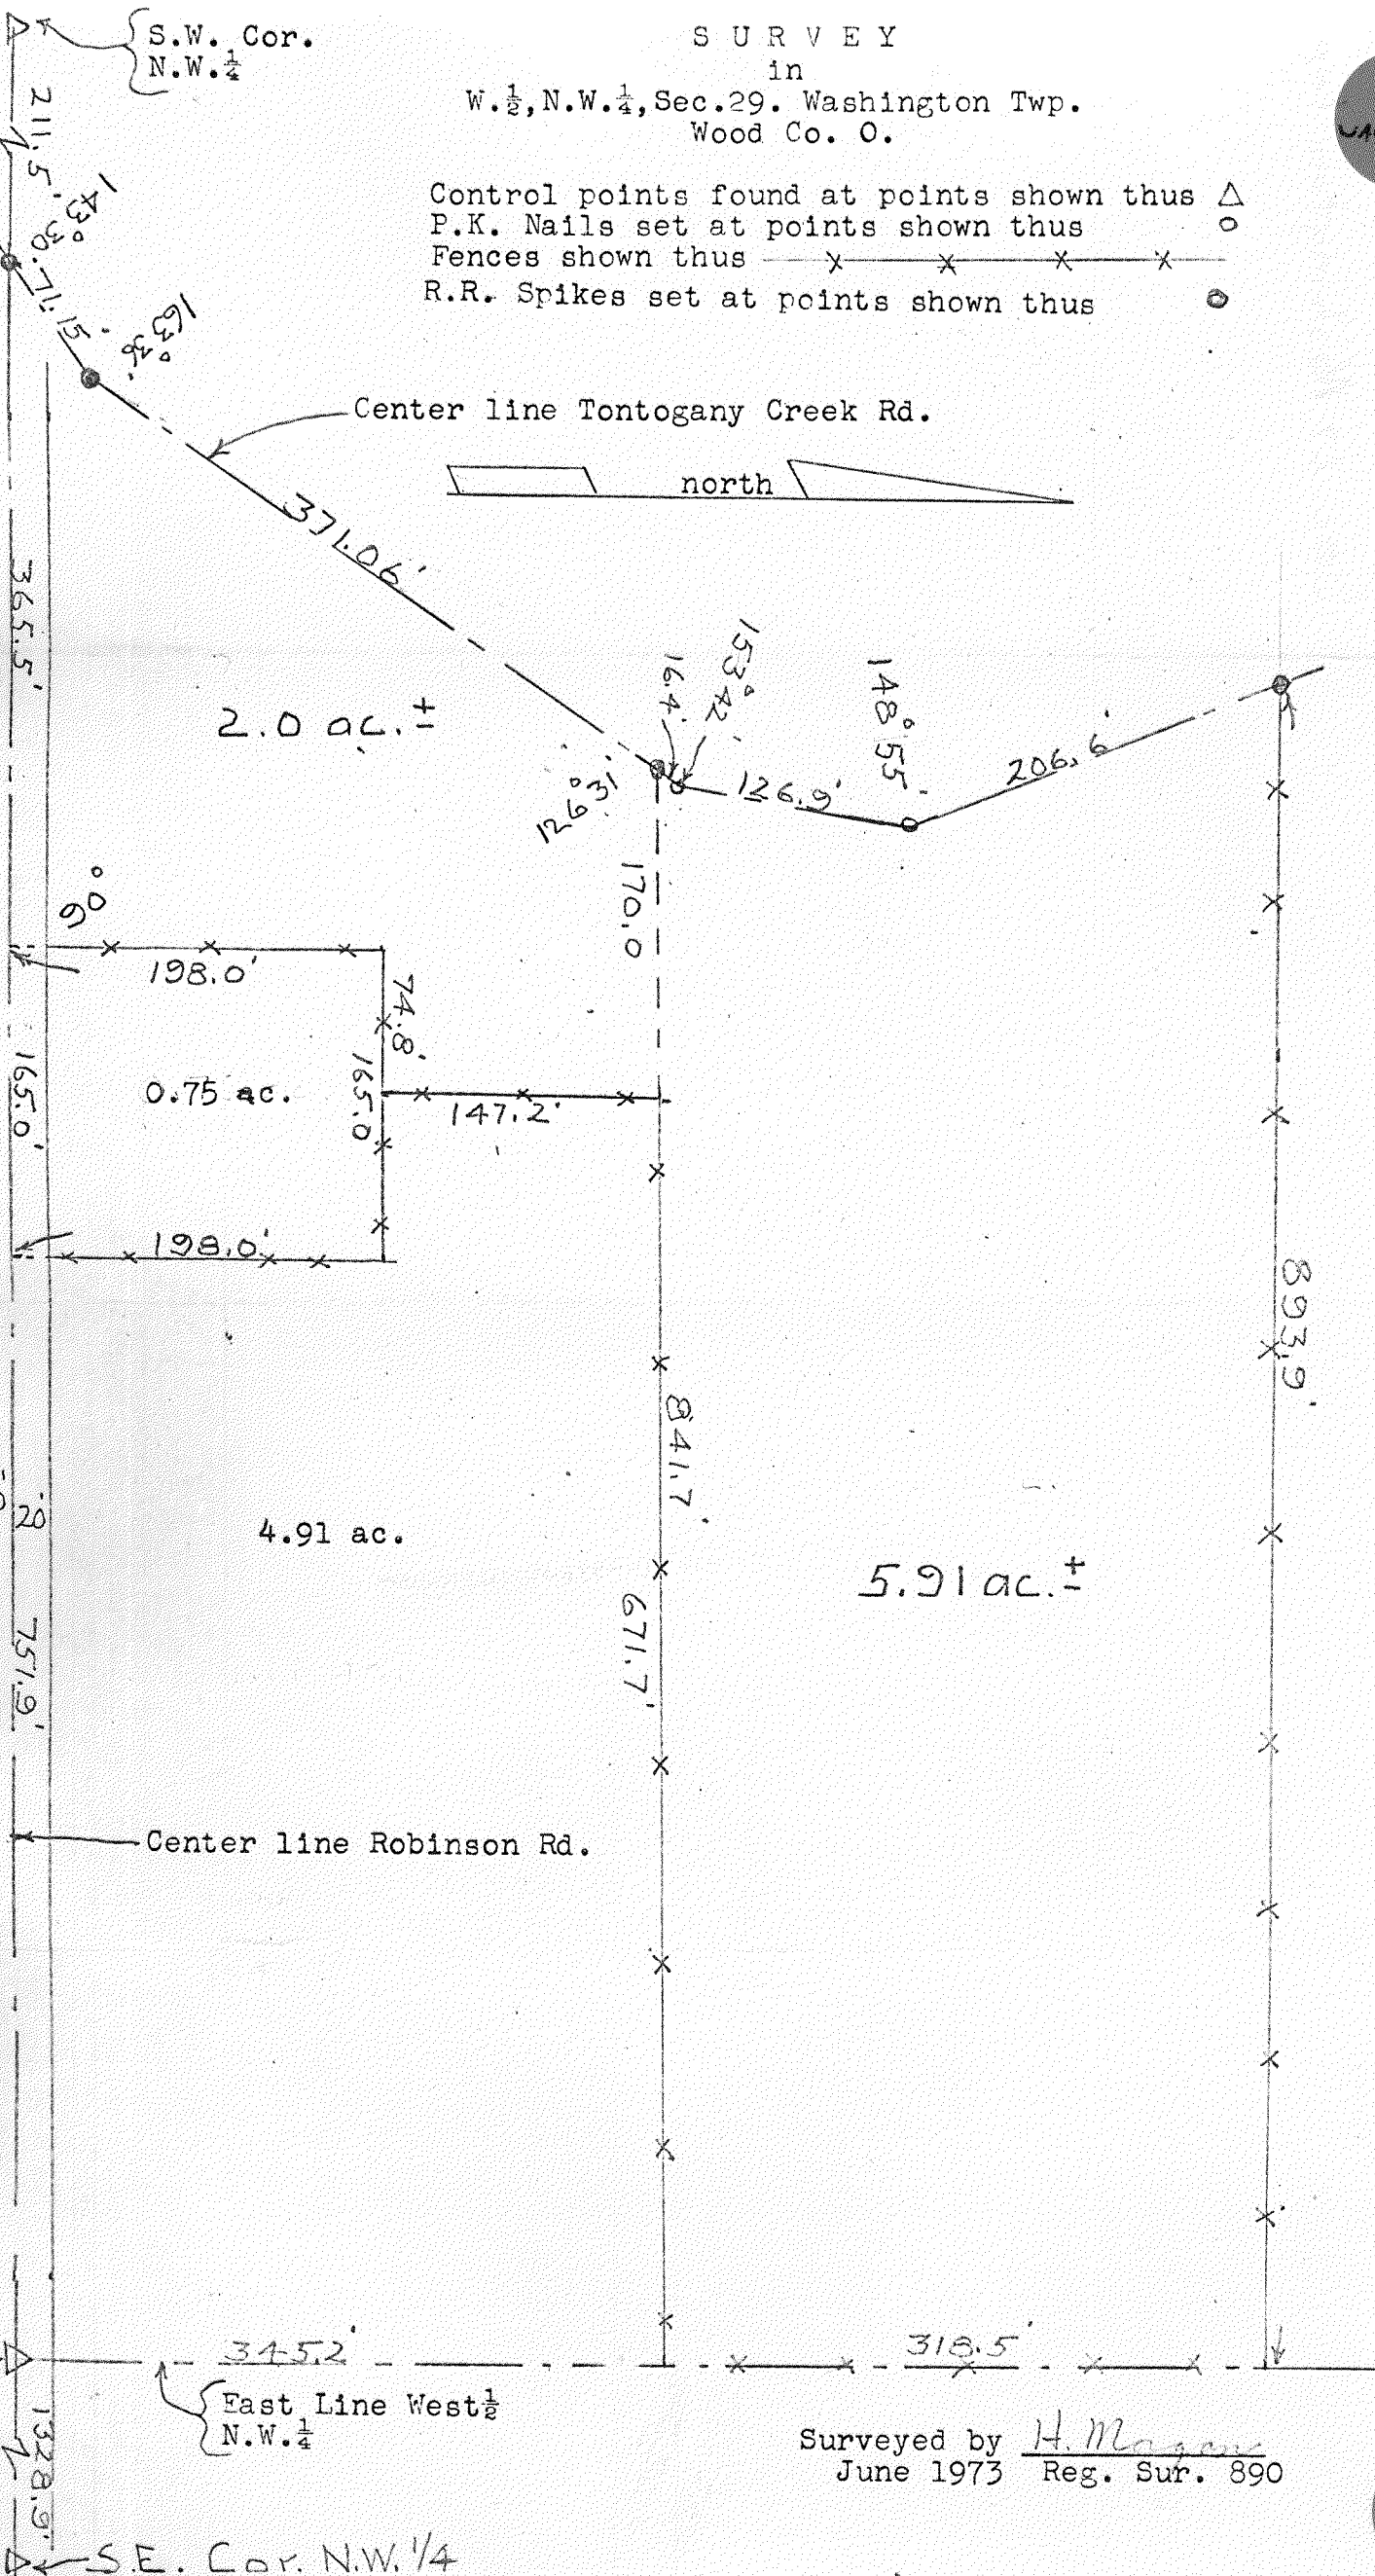 S.W. Cor.
N.W.¼
SURVEY
in
W.½,N.W.¼,Sec.29. Washington Twp.
Wood Co. O.
Control points found at points shown thus △
P.K. Nails set at points shown thus
Fences shown thus
R.R. Spikes set at points shown thus
211.5'
143° 30'
71.15'
163° 36'
Center line Tontogany Creek Rd.
north
371.06'
365.5'
2.0 ac.±
16.4'
153° 42'
148° 55'
126° 31'
126.9'
206.6'
90°
170.0
198.0'
74.8'
165.0'
0.75 ac.
165.0
147.2'
198.0'
893.9'
841.7'
20'
4.91 ac.
5.91 ac.±
671.7'
751.9'
Center line Robinson Rd.
345.2'
318.5'
East Line West½
N.W.¼
1328.9'
Surveyed by H. Mogan
June 1973 Reg. Sur. 890
S.E. Cor. N.W. 1/4